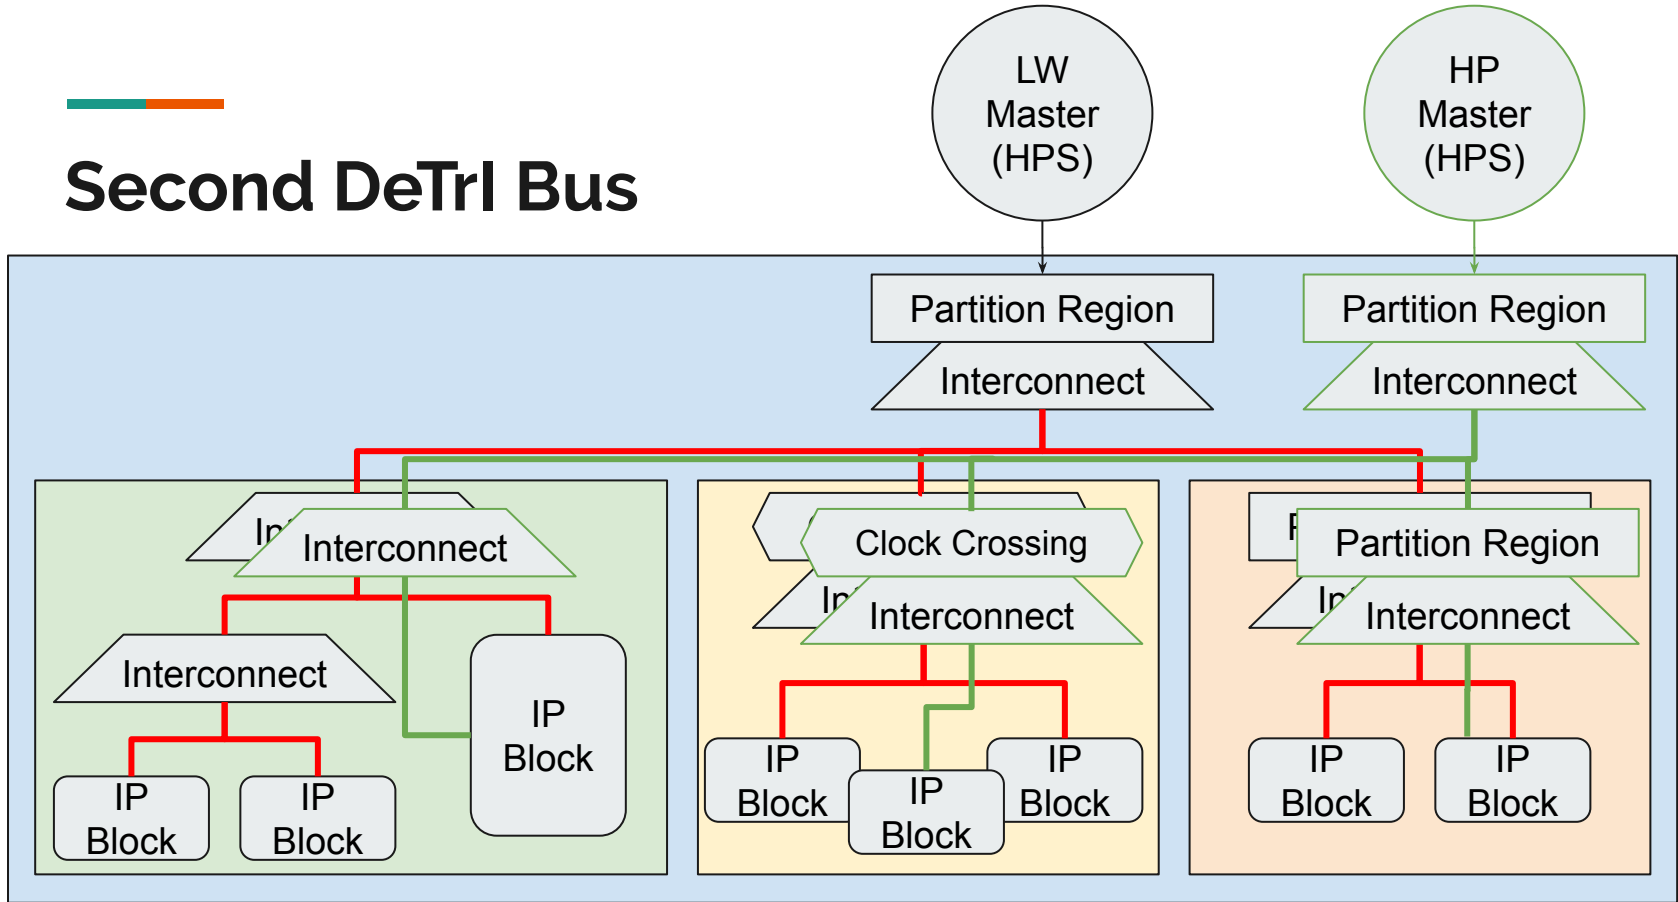 Second DeTrI Bus
LW
Master
(HPS)
HP
Master
(HPS)
Partition Region
Interconnect
Partition Region
Interconnect
Interconnect
Interconnect
IP
Block
IP
Block
IP
Block
Clock Crossing
Interconnect
IP
Block
IP
Block
IP
Block
Partition Region
Interconnect
IP
Block
IP
Block